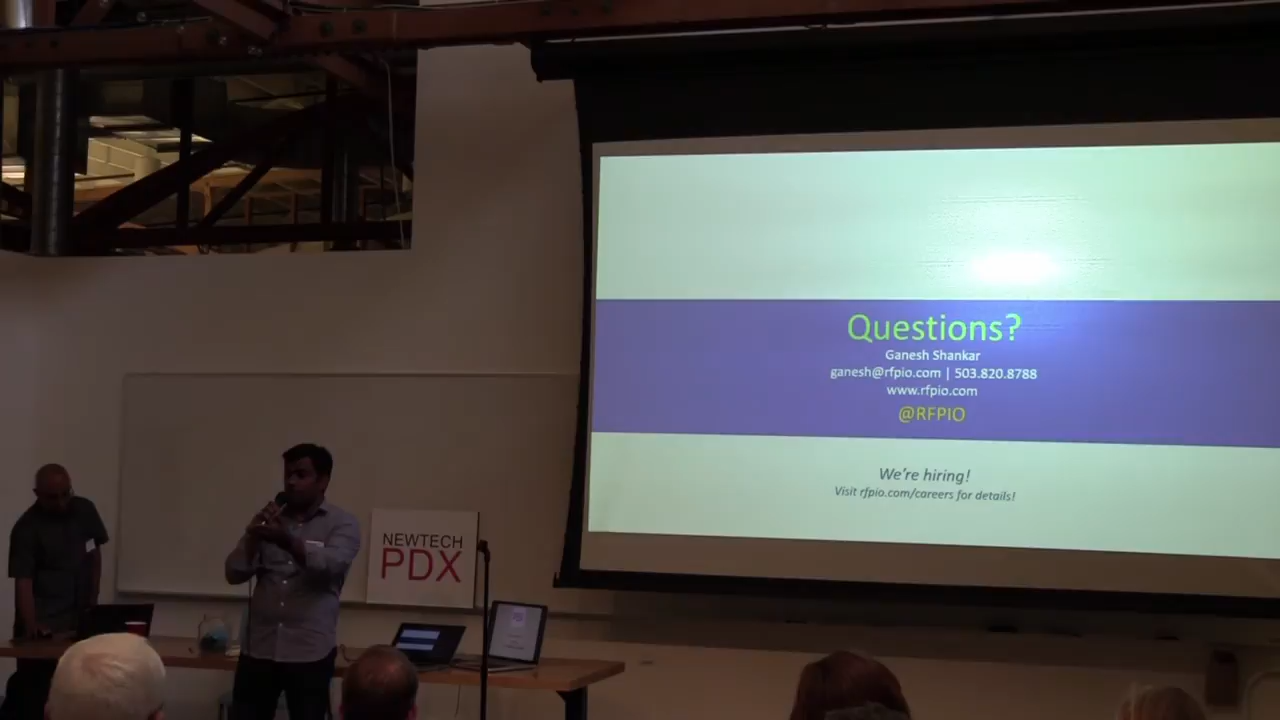 Questions?
Ganesh Shankar
ganesh@rfpio.com | 503.820.8788
www.rfpio.com
@RFPIO
We're hiring!
Visit rfpio.com/careers for details!
NEWTECH
PDX